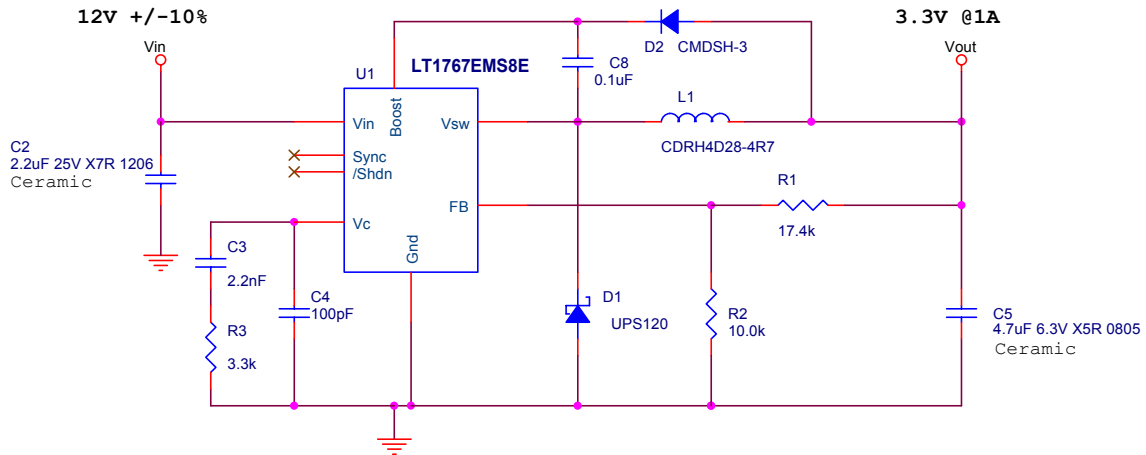 12V +/-10%
3.3V @1A
Vin
Vout
D2 CMDSH-3
C8
0.1uF
LT1767EMS8E
U1
L1
CDRH4D28-4R7
Vin
Boost
Vsw
Sync
/Shdn
FB
Vc
Gnd
C2
2.2uF 25V X7R 1206
Ceramic
R1
17.4k
C3
2.2nF
C4
100pF
R3
3.3k
D1
UPS120
R2
10.0k
C5
4.7uF 6.3V X5R 0805
Ceramic